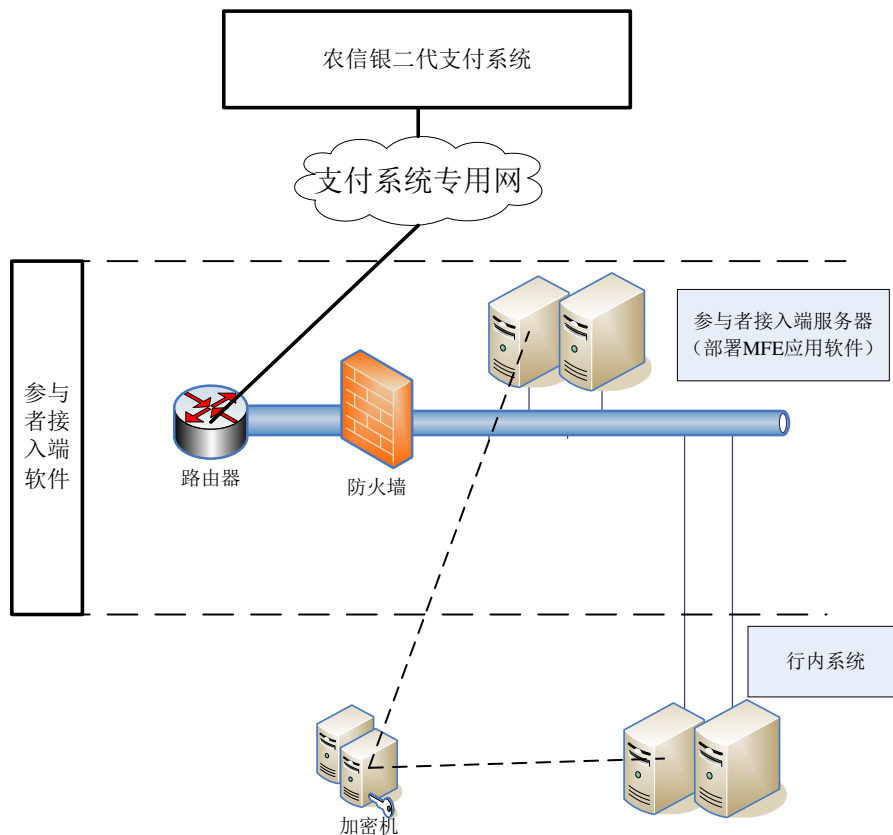 农信银二代支付系统
支付系统专用网
参与者接入端服务器
（部署MFE应用软件）
参与
者接
入端
软件
路由器
防火墙
行内系统
加密机